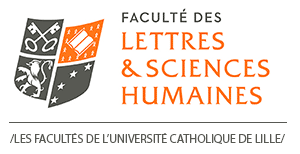 FACULTÉ DES
LETTRES
& SCIENCES
HUMAINES
/LES FACULTÉS DE L'UNIVERSITÉ CATHOLIQUE DE LILLE/